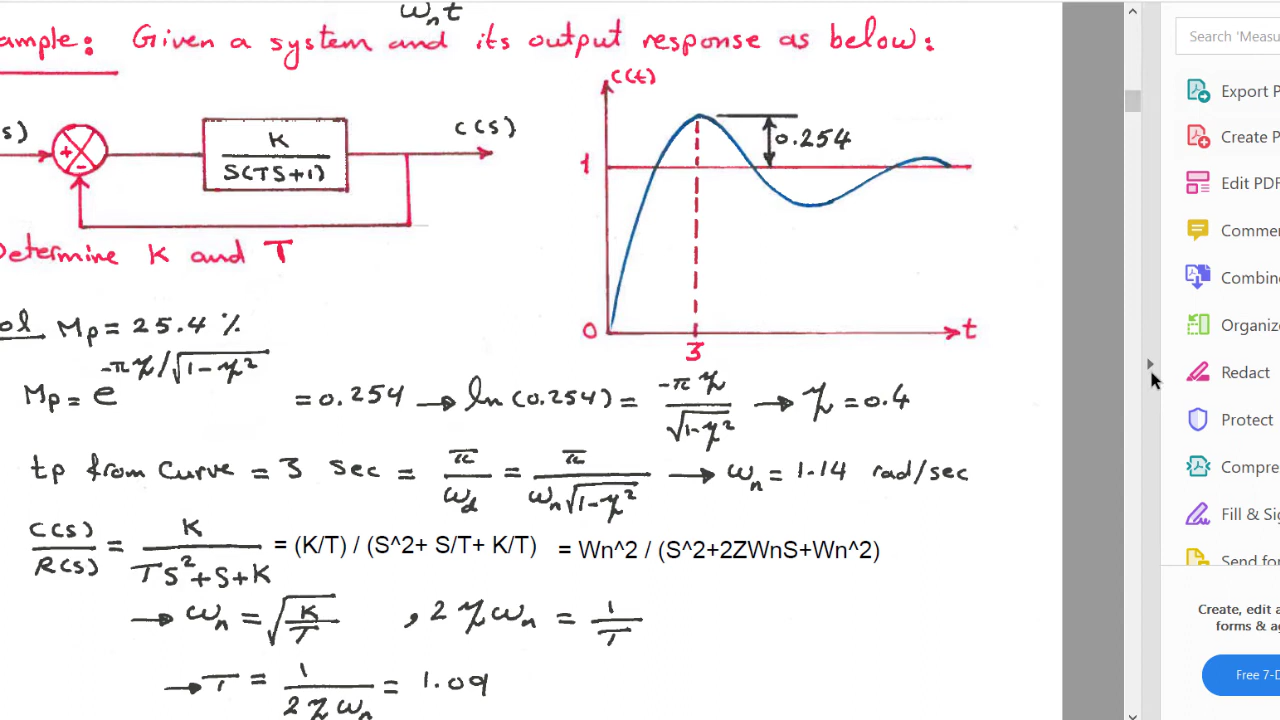 ωn t
ample: Given a system and its output response as below:
C(t)
s)
+
-
K
S(TS+1)
C(S)
1
0.254
0
3
t
Determine K and T
ol Mp = 25.4 %
Mp = e^(-πζ/√1-ζ²) = 0.254 → ln(0.254) = -πζ/√1-ζ² → ζ = 0.4
tp from Curve = 3 sec = π/ωd = π/ωn√1-ζ² → ωn = 1.14 rad/sec
C(S)/R(S) = K/TS²+S+K = (K/T) / (S^2+ S/T+ K/T) = Wn^2 / (S^2+2ZWnS+Wn^2)
→ ωn = √K/T , 2ζωn = 1/T
→ T = 1/2ζωn = 1.09
Search 'Measu
Export P
Create P
Edit PDF
Comme
Combin
Organiz
Redact
Protect
Compre
Fill & Sig
Send for
Create, edit a
forms & ag
Free 7-D